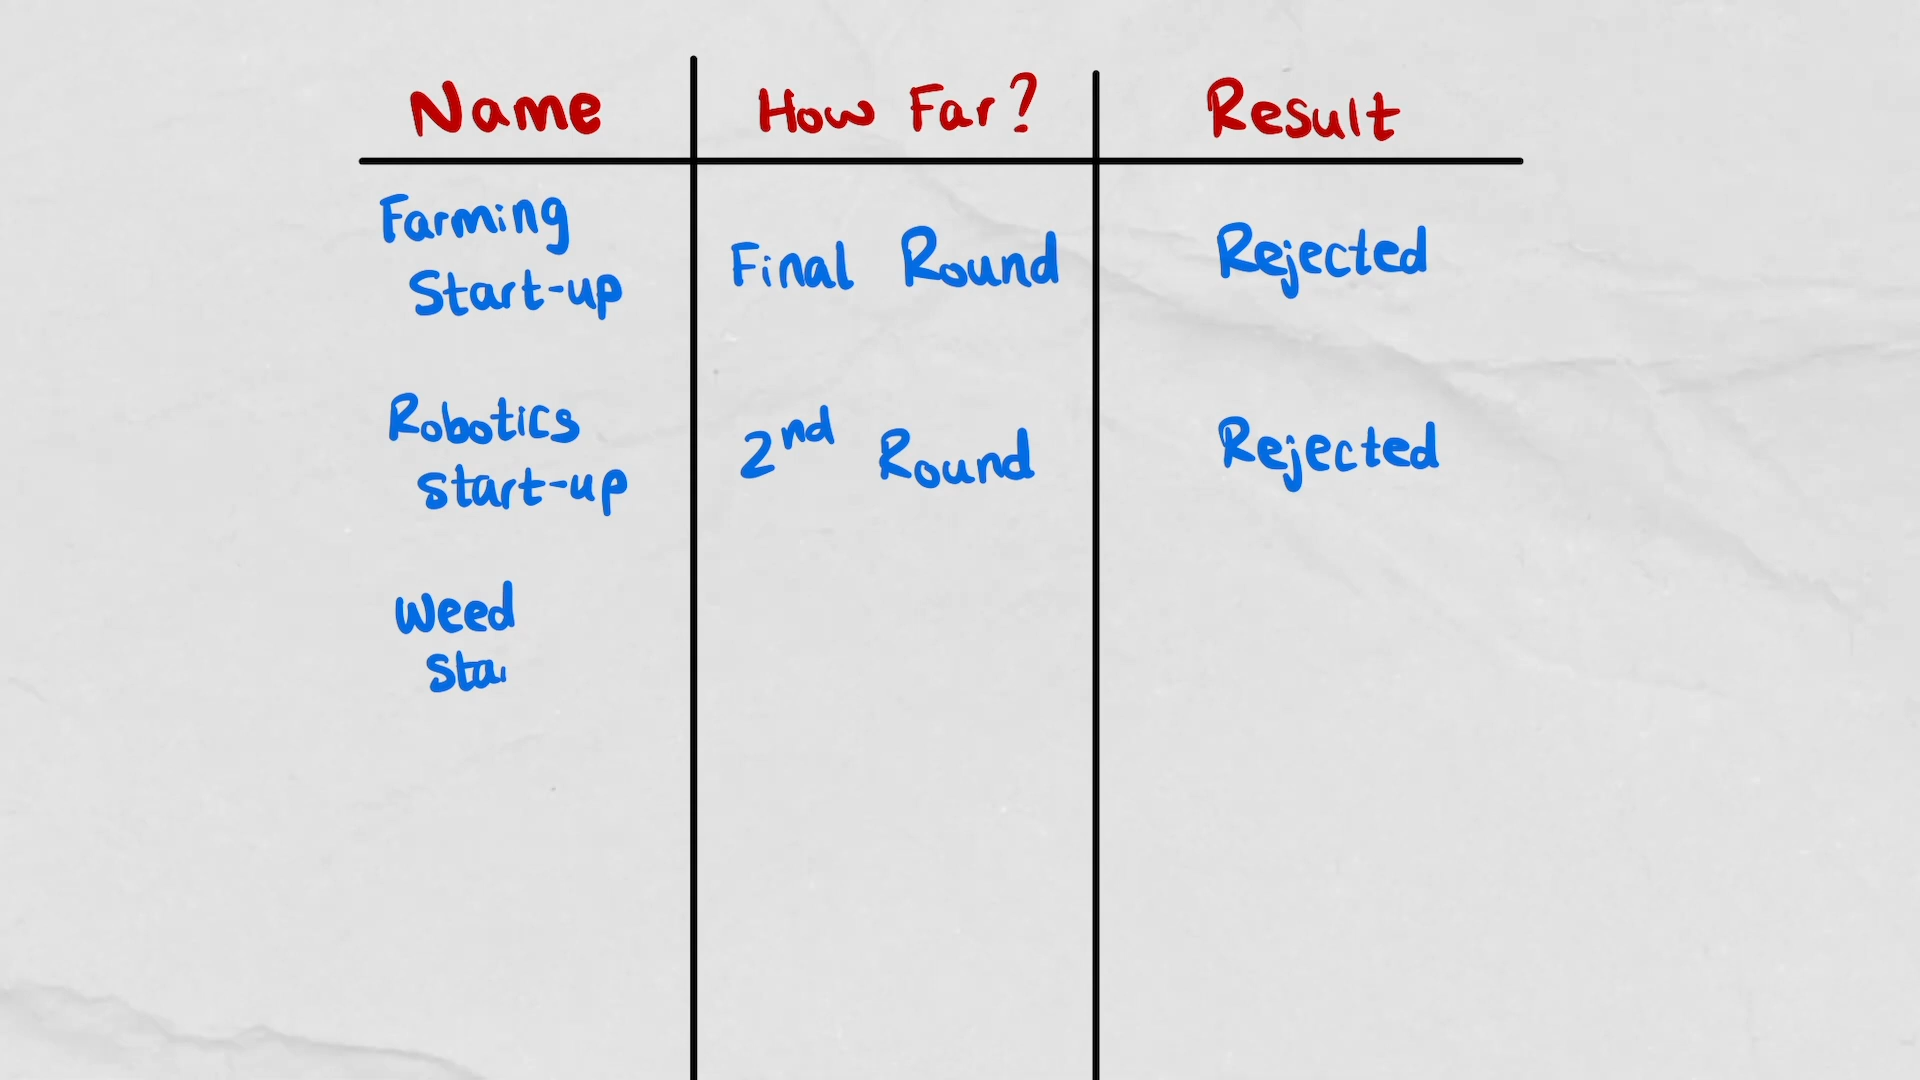 Name How Far? Result
Farming
Start-up
Final Round
Rejected
Robotics
Start-up
2nd Round
Rejected
Weed